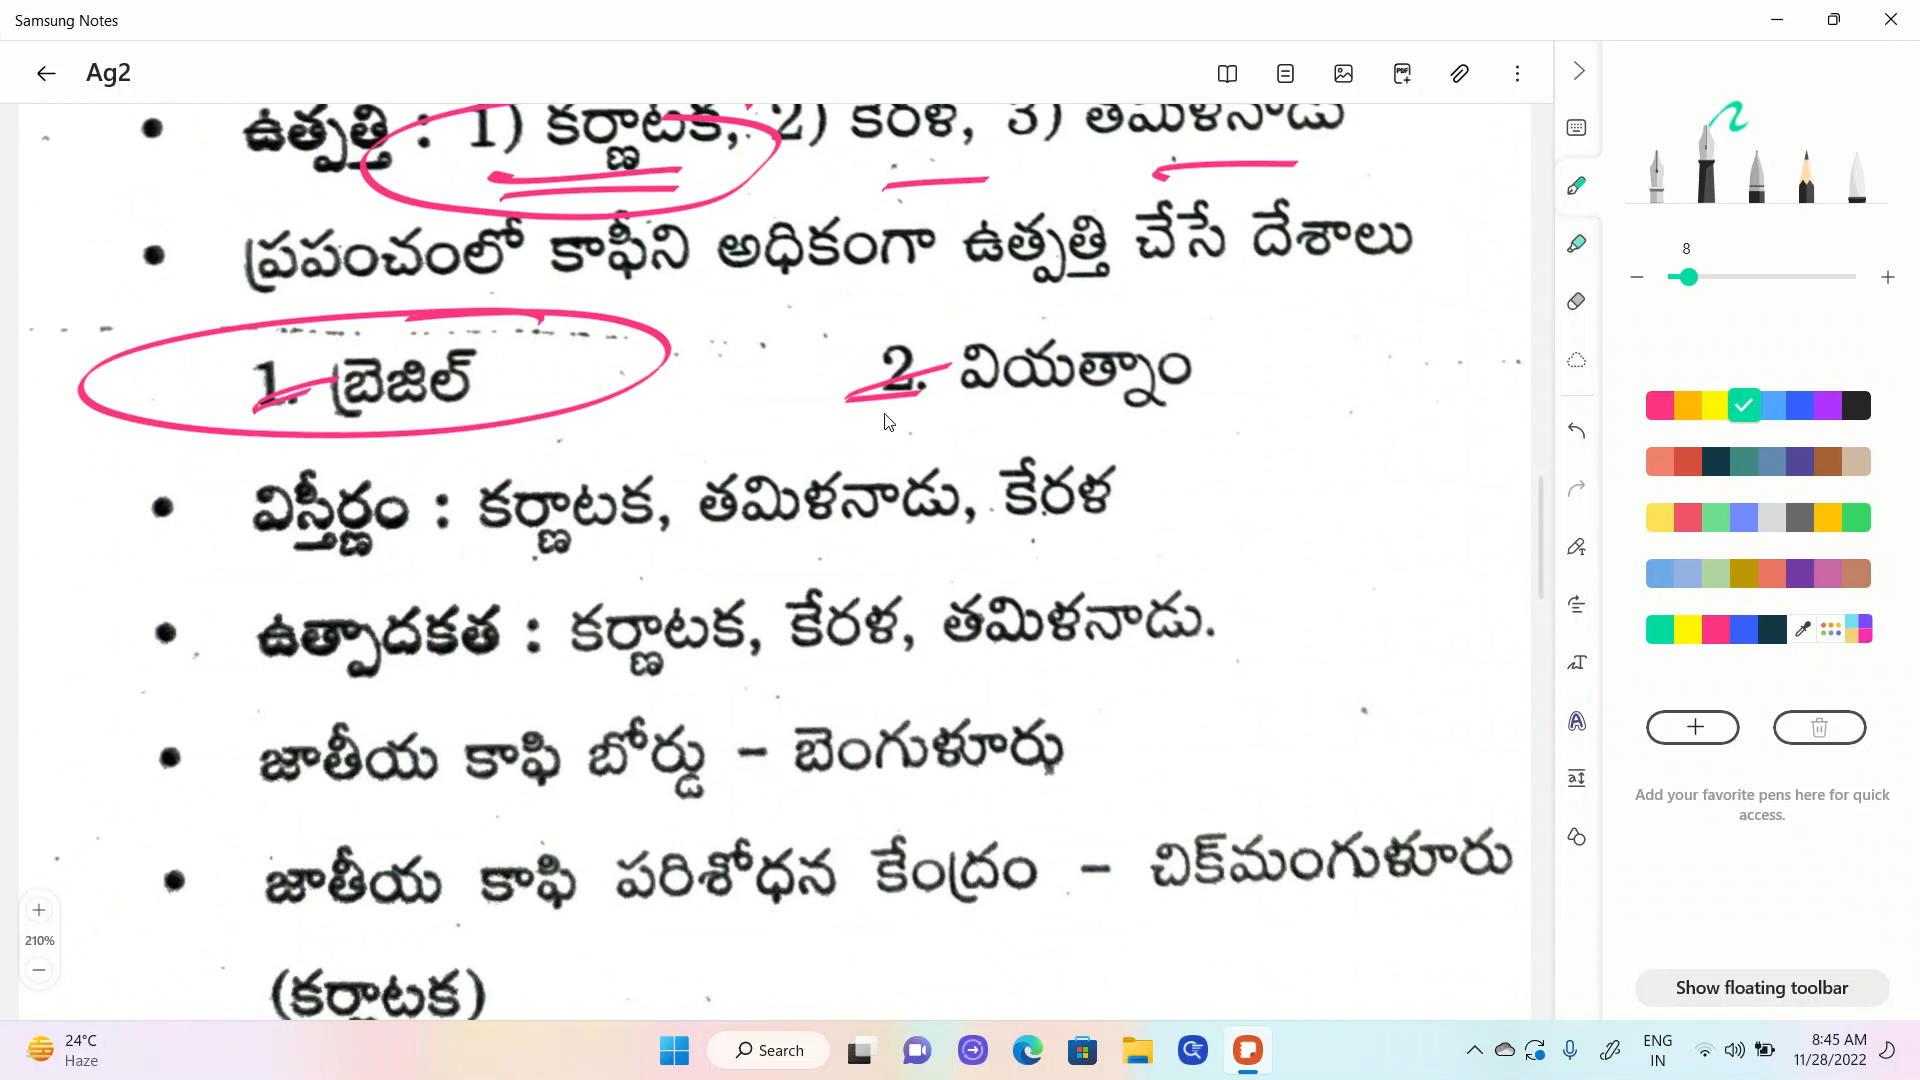 Samsung Notes
Ag2
• ఉత్పత్తి : 1) కర్ణాటక, 2) కేరళ, 3) తమిళనాడు
• ప్రపంచంలో కాఫీని అధికంగా ఉత్పత్తి చేసే దేశాలు
1. బ్రెజిల్ 2. వియత్నాం
• విస్తీర్ణం : కర్ణాటక, తమిళనాడు, కేరళ
• ఉత్పాదకత : కర్ణాటక, కేరళ, తమిళనాడు.
• జాతీయ కాఫి బోర్డు – బెంగుళూరు
• జాతీయ కాఫి పరిశోధన కేంద్రం – చిక్‌మంగుళూరు
(కర్ణాటక)
8
Add your favorite pens here for quick
access.
210%
Show floating toolbar
24°C
Haze
Search
ENG
IN
8:45 AM
11/28/2022